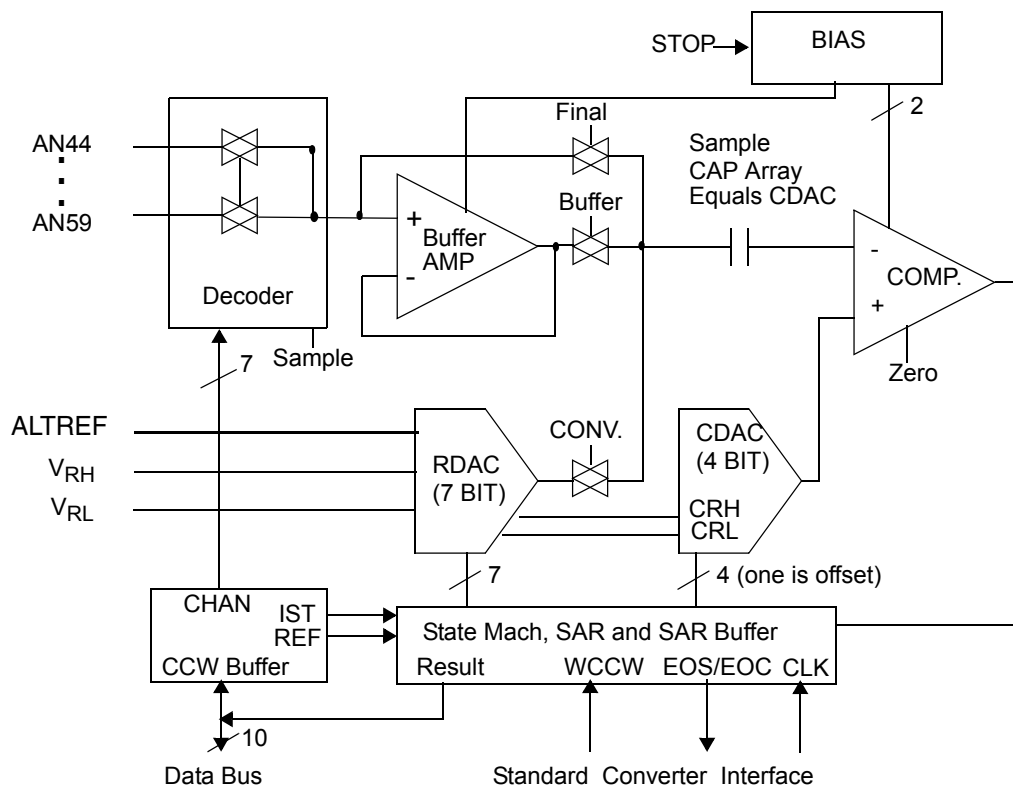 STOP
BIAS
2
Final
AN44
AN59
Sample
CAP Array
Equals CDAC
Buffer
+
Buffer
AMP
-
-
COMP.
+
Decoder
Sample
Zero
7
ALTREF
VRH
VRL
RDAC
(7 BIT)
CONV.
CDAC
(4 BIT)
CRH
CRL
7
4 (one is offset)
CHAN
IST
REF
CCW Buffer
State Mach, SAR and SAR Buffer
Result WCCW EOS/EOC CLK
10
Data Bus
Standard Converter Interface